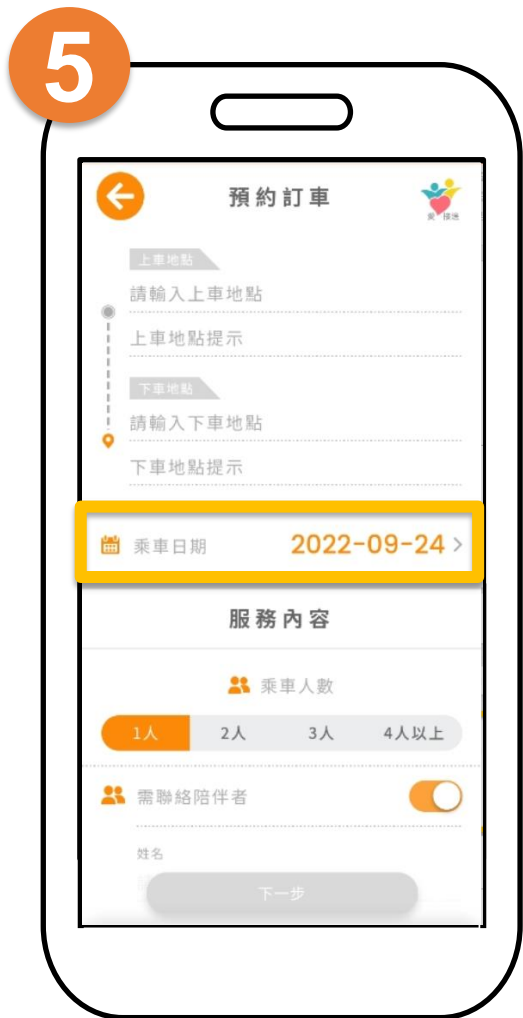 5
預約訂車
愛 接送
上車地點
請輸入上車地點
上車地點提示
下車地點
請輸入下車地點
下車地點提示
乘車日期 2022-09-24 >
服務內容
乘車人數
1人 2人 3人 4人以上
需聯絡陪伴者
姓名
下一步